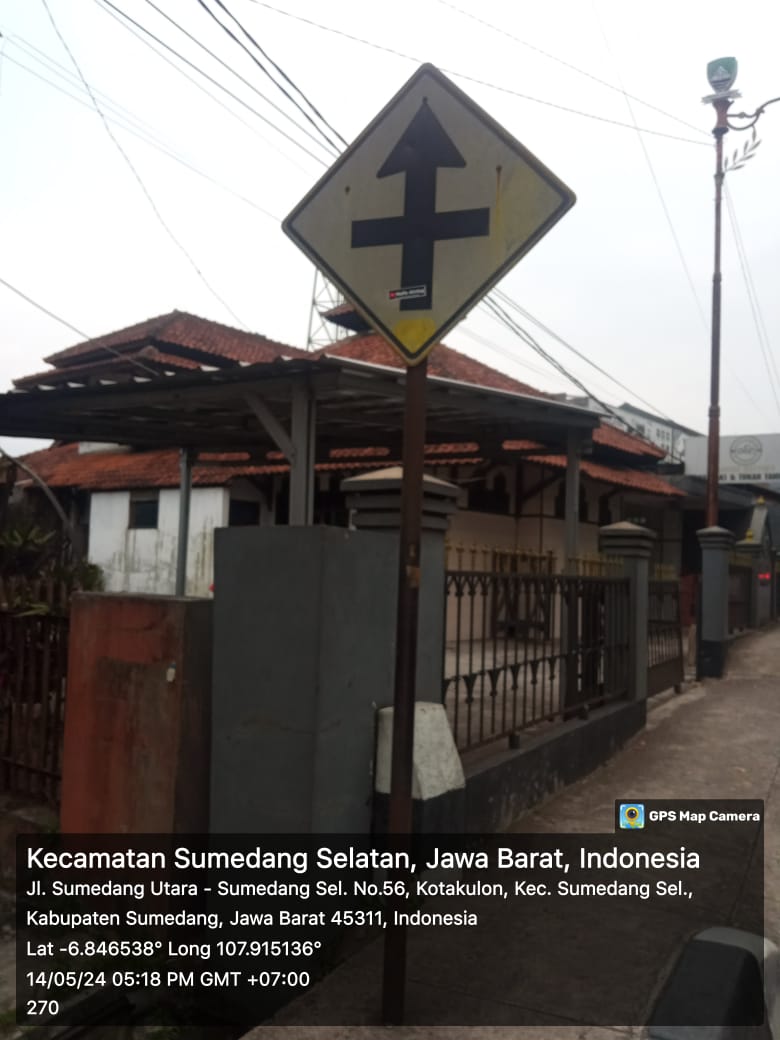 GPS Map Camera
Kecamatan Sumedang Selatan, Jawa Barat, Indonesia
Jl. Sumedang Utara - Sumedang Sel. No.56, Kotakulon, Kec. Sumedang Sel.,
Kabupaten Sumedang, Jawa Barat 45311, Indonesia
Lat -6.846538° Long 107.915136°
14/05/24 05:18 PM GMT +07:00
270